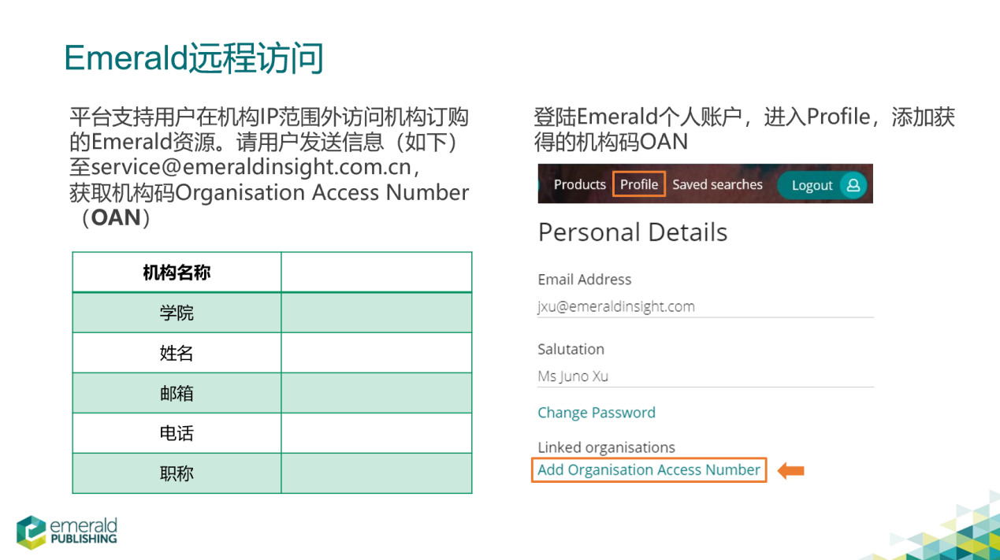 Emerald远程访问
平台支持用户在机构IP范围外访问机构订购
的Emerald资源。请用户发送信息（如下）
至service@emeraldinsight.com.cn，
获取机构码Organisation Access Number
（OAN）
机构名称
学院
姓名
邮箱
电话
职称
登陆Emerald个人账户，进入Profile，添加获
得的机构码OAN
Products Profile Saved searches Logout
Personal Details
Email Address
jxu@emeraldinsight.com
Salutation
Ms Juno Xu
Change Password
Linked organisations
Add Organisation Access Number
emerald
PUBLISHING